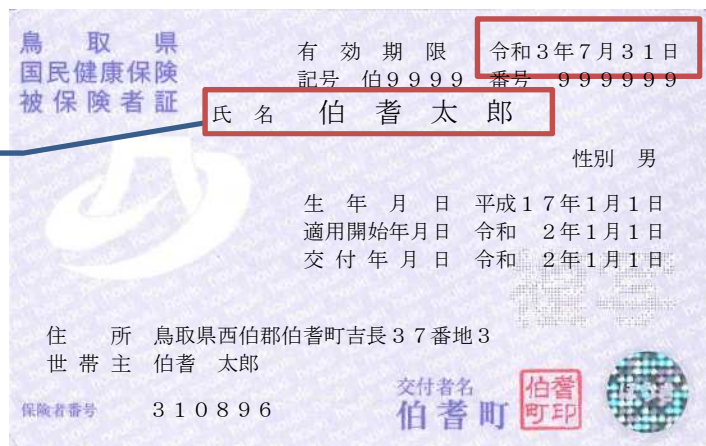 鳥取県
国民健康保険
被保険者証
有効期限 令和3年7月31日
記号 伯9999 番号 999999
氏名 伯耆太郎
性別 男
生年月日 平成17年1月1日
適用開始年月日 令和 2年1月1日
交付年月日 令和 2年1月1日
住所 鳥取県西伯郡伯耆町吉長37番地3
世帯主 伯耆 太郎
保険者番号 310896
交付者名
伯耆町
伯耆
町印